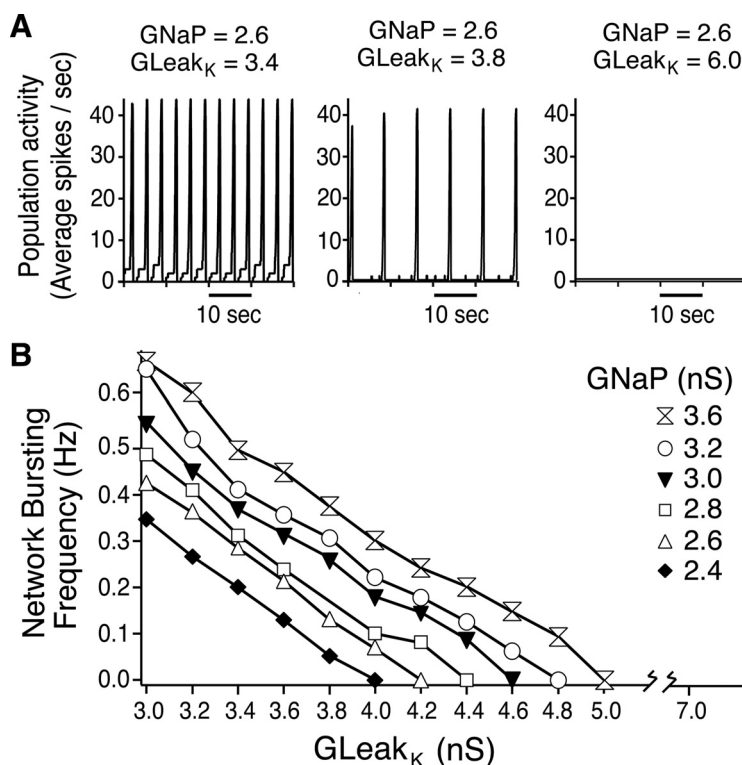 A
GNaP = 2.6
GLeakK = 3.4
GNaP = 2.6
GLeakK = 3.8
GNaP = 2.6
GLeakK = 6.0
Population activity
(Average spikes / sec)
40
30
20
10
0
10 sec
40
30
20
10
0
10 sec
40
30
20
10
0
10 sec
B
Network Bursting
Frequency (Hz)
0.6
0.5
0.4
0.3
0.2
0.1
0.0
GNaP (nS)
3.6
3.2
3.0
2.8
2.6
2.4
3.0 3.2 3.4 3.6 3.8 4.0 4.2 4.4 4.6 4.8 5.0 7.0
GLeakK (nS)